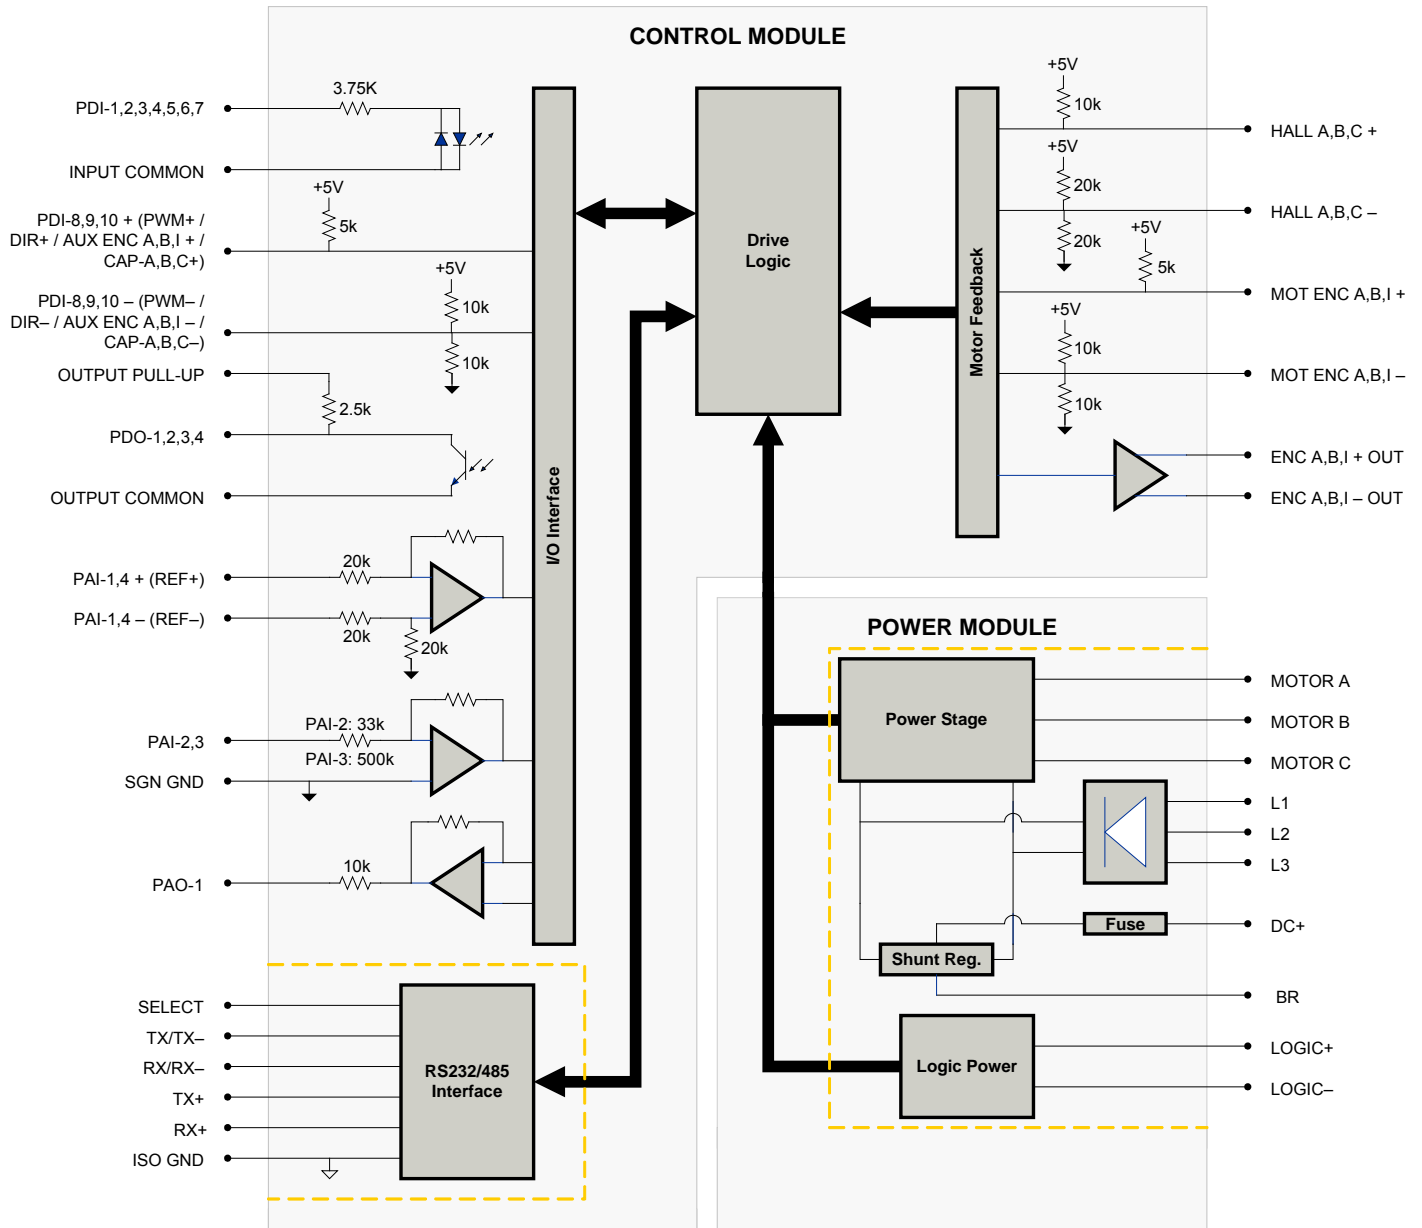 CONTROL MODULE
PDI-1,2,3,4,5,6,7
3.75K
INPUT COMMON
+5V
5k
PDI-8,9,10 + (PWM+ /
DIR+ / AUX ENC A,B,I + /
CAP-A,B,C+)
+5V
10k
10k
PDI-8,9,10 – (PWM– /
DIR– / AUX ENC A,B,I – /
CAP-A,B,C–)
OUTPUT PULL-UP
2.5k
PDO-1,2,3,4
OUTPUT COMMON
PAI-1,4 + (REF+)
20k
PAI-1,4 – (REF–)
20k
20k
PAI-2,3
PAI-2: 33k
PAI-3: 500k
SGN GND
PAO-1
10k
I/O Interface
Drive
Logic
Motor Feedback
+5V
10k
HALL A,B,C +
+5V
20k
20k
HALL A,B,C –
+5V
5k
MOT ENC A,B,I +
+5V
10k
10k
MOT ENC A,B,I –
ENC A,B,I + OUT
ENC A,B,I – OUT
SELECT
TX/TX–
RX/RX–
TX+
RX+
ISO GND
RS232/485
Interface
POWER MODULE
Power Stage
MOTOR A
MOTOR B
MOTOR C
L1
L2
L3
Fuse
DC+
Shunt Reg.
BR
Logic Power
LOGIC+
LOGIC–